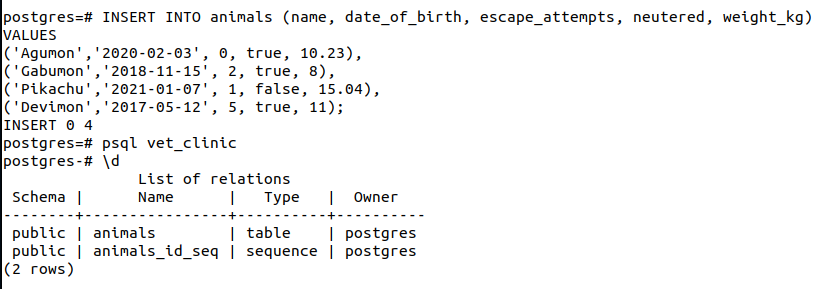 postgres=# INSERT INTO animals (name, date_of_birth, escape_attempts, neutered, weight_kg)
VALUES
('Agumon','2020-02-03', 0, true, 10.23),
('Gabumon','2018-11-15', 2, true, 8),
('Pikachu','2021-01-07', 1, false, 15.04),
('Devimon','2017-05-12', 5, true, 11);
INSERT 0 4
postgres=# psql vet_clinic
postgres-# \d
               List of relations
 Schema |      Name      |   Type   |  Owner
--------+----------------+----------+----------
 public | animals        | table    | postgres
 public | animals_id_seq | sequence | postgres
(2 rows)